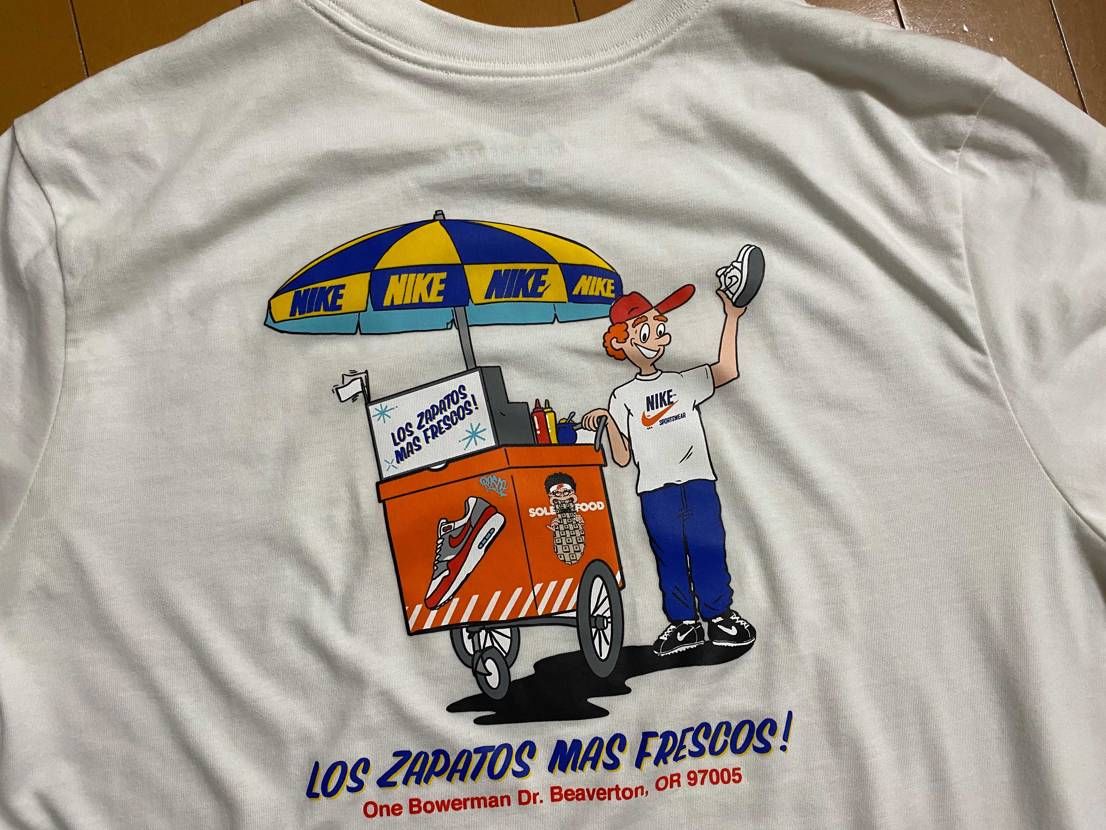 NIKE NIKE NIKE NIKE
NIKE
SPORTSWEAR
LOS ZAPATOS
MAS FRESCOS!
SOLE FOOD
LOS ZAPATOS MAS FRESCOS!
One Bowerman Dr. Beaverton, OR 97005